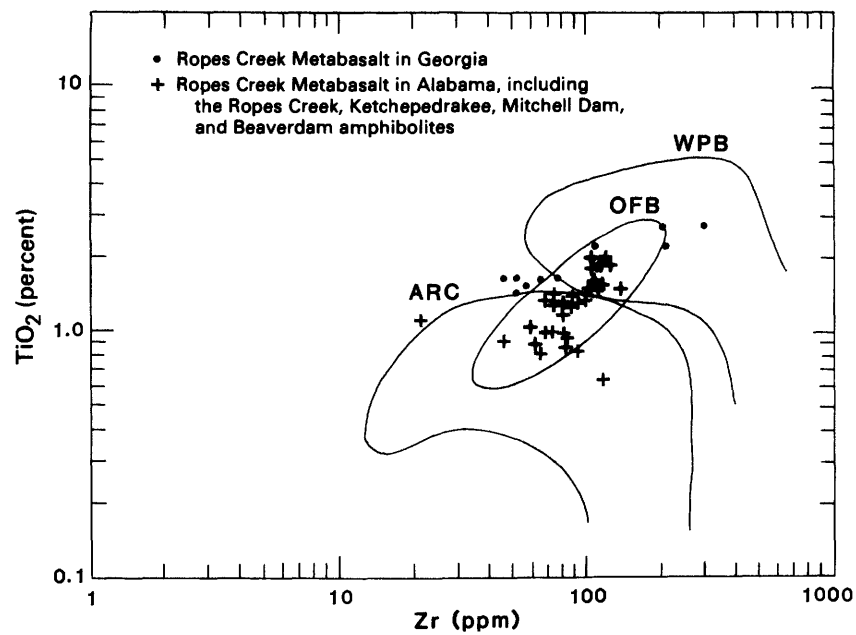 Ropes Creek Metabasalt in Georgia
Ropes Creek Metabasalt in Alabama, including
the Ropes Creek, Ketchepedrakee, Mitchell Dam,
and Beaverdam amphibolites
10
WPB
OFB
ARC
TiO2 (percent)
1.0
0.1
1 10 100 1000
Zr (ppm)